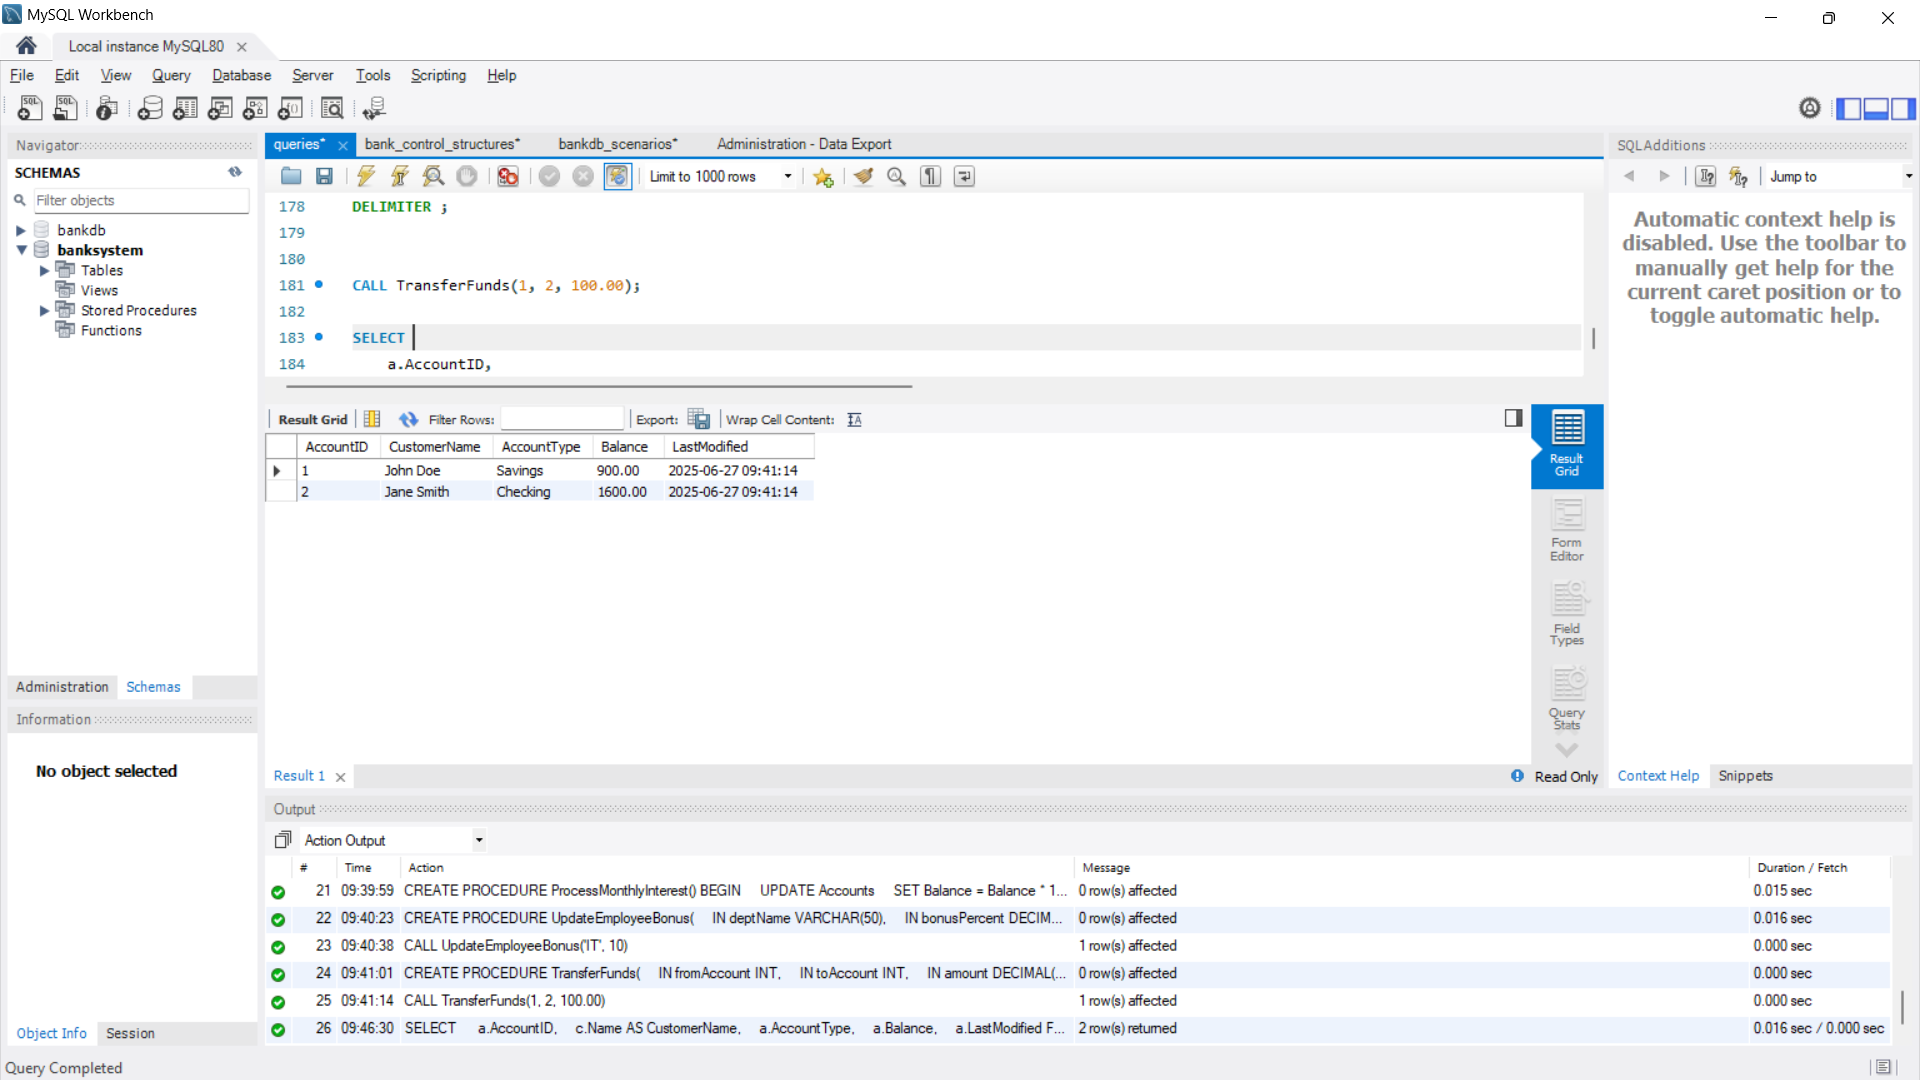 MySQL Workbench
Local instance MySQL80
File Edit View Query Database Server Tools Scripting Help
Navigator
SCHEMAS
Filter objects
bankdb
banksystem
Tables
Views
Stored Procedures
Functions
Administration Schemas
Information
No object selected
Object Info Session
queries* bank_control_structures* bankdb_scenarios* Administration - Data Export
Limit to 1000 rows
178 DELIMITER ;
179
180
181 CALL TransferFunds(1, 2, 100.00);
182
183 SELECT
184 a.AccountID,
Result Grid Filter Rows: Export: Wrap Cell Content:
AccountID CustomerName AccountType Balance LastModified
1 John Doe Savings 900.00 2025-06-27 09:41:14
2 Jane Smith Checking 1600.00 2025-06-27 09:41:14
Result
Grid
Form
Editor
Field
Types
Query
Stats
Result 1
Read Only
SQLAdditions
Jump to
Automatic context help is
disabled. Use the toolbar to
manually get help for the
current caret position or to
toggle automatic help.
Context Help Snippets
Output
Action Output
# Time Action Message Duration / Fetch
21 09:39:59 CREATE PROCEDURE ProcessMonthlyInterest() BEGIN UPDATE Accounts SET Balance = Balance * 1... 0 row(s) affected 0.015 sec
22 09:40:23 CREATE PROCEDURE UpdateEmployeeBonus( IN deptName VARCHAR(50), IN bonusPercent DECIM... 0 row(s) affected 0.016 sec
23 09:40:38 CALL UpdateEmployeeBonus('IT', 10) 1 row(s) affected 0.000 sec
24 09:41:01 CREATE PROCEDURE TransferFunds( IN fromAccount INT, IN toAccount INT, IN amount DECIMAL(... 0 row(s) affected 0.000 sec
25 09:41:14 CALL TransferFunds(1, 2, 100.00) 1 row(s) affected 0.000 sec
26 09:46:30 SELECT a.AccountID, c.Name AS CustomerName, a.AccountType, a.Balance, a.LastModified F... 2 row(s) returned 0.016 sec / 0.000 sec
Query Completed